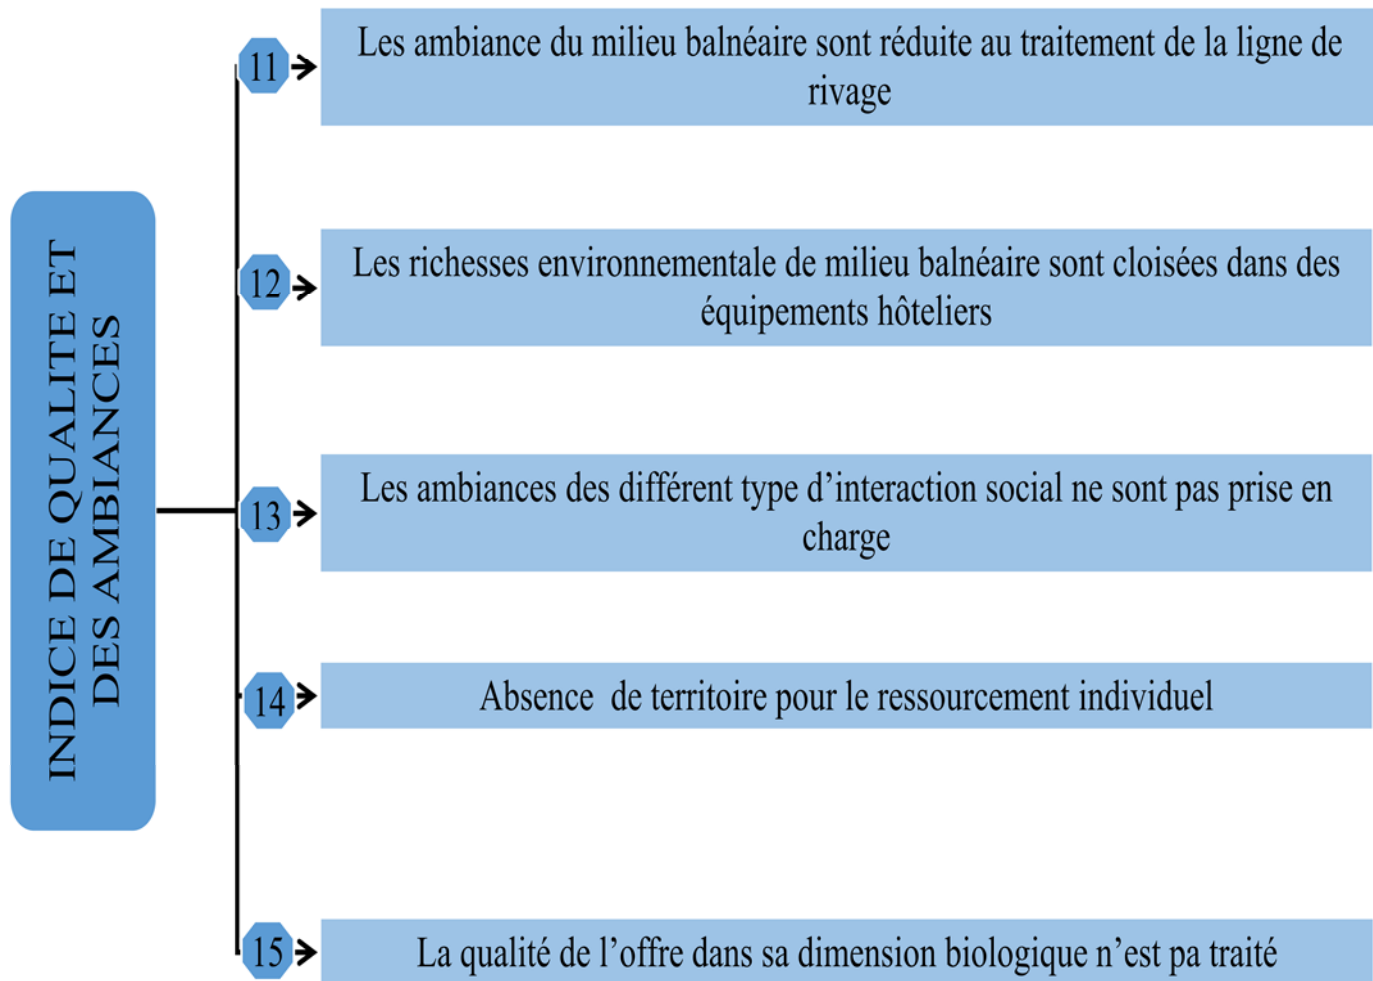 INDICE DE QUALITE ET
DES AMBIANCES
11
Les ambiance du milieu balnéaire sont réduite au traitement de la ligne de
rivage
12
Les richesses environnementale de milieu balnéaire sont cloisées dans des
équipements hôteliers
13
Les ambiances des différent type d’interaction social ne sont pas prise en
charge
14
Absence de territoire pour le ressourcement individuel
15
La qualité de l’offre dans sa dimension biologique n’est pa traité